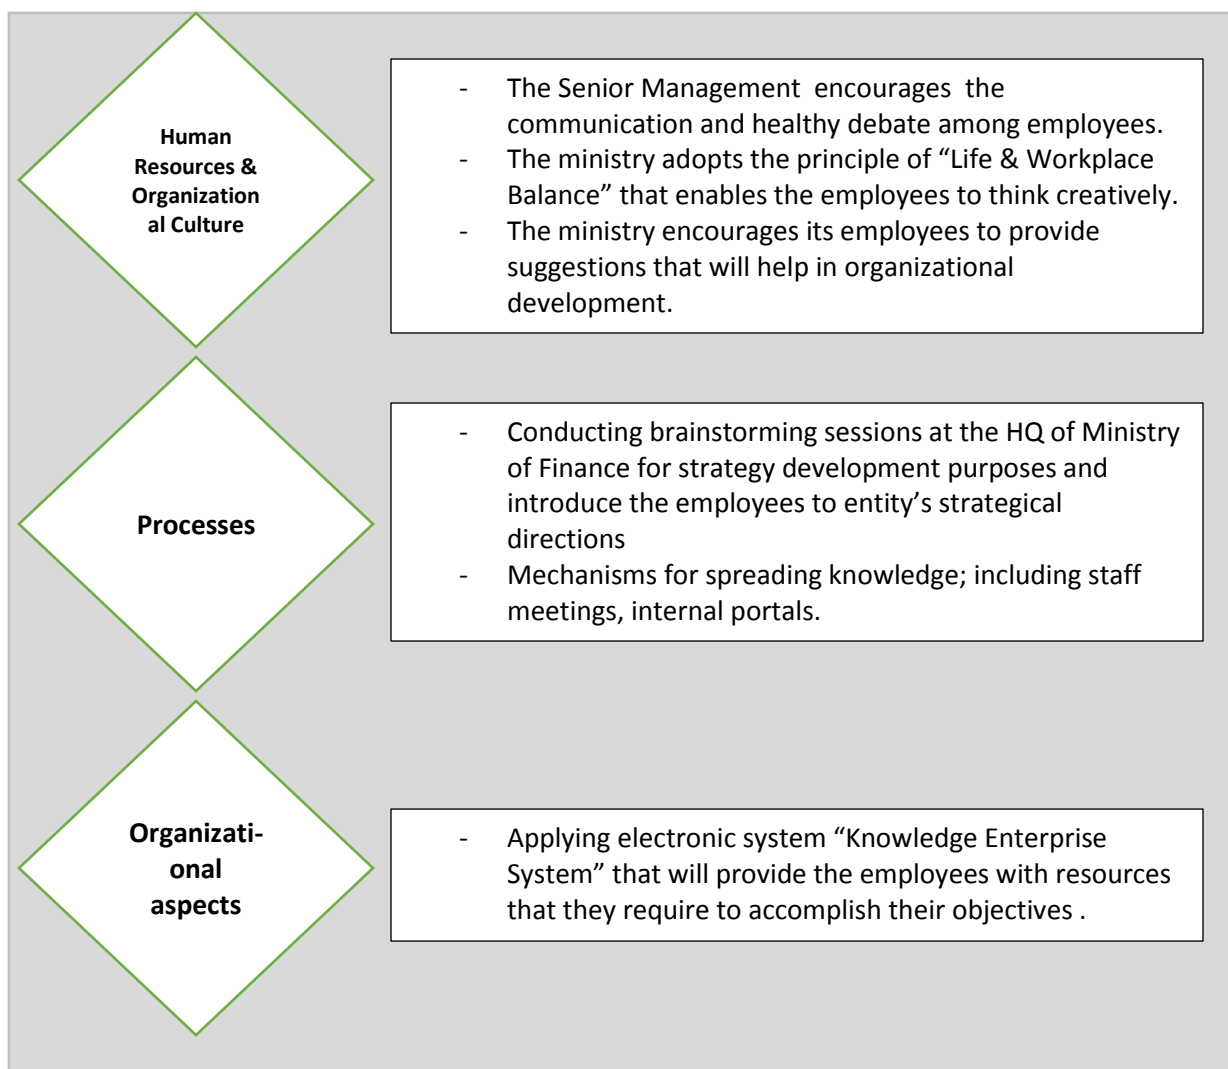 Human
Resources &
Organization
al Culture
- The Senior Management encourages the
communication and healthy debate among employees.
- The ministry adopts the principle of “Life & Workplace
Balance” that enables the employees to think creatively.
- The ministry encourages its employees to provide
suggestions that will help in organizational
development.
Processes
- Conducting brainstorming sessions at the HQ of Ministry
of Finance for strategy development purposes and
introduce the employees to entity’s strategical
directions
- Mechanisms for spreading knowledge; including staff
meetings, internal portals.
Organizati-
onal
aspects
- Applying electronic system “Knowledge Enterprise
System” that will provide the employees with resources
that they require to accomplish their objectives .